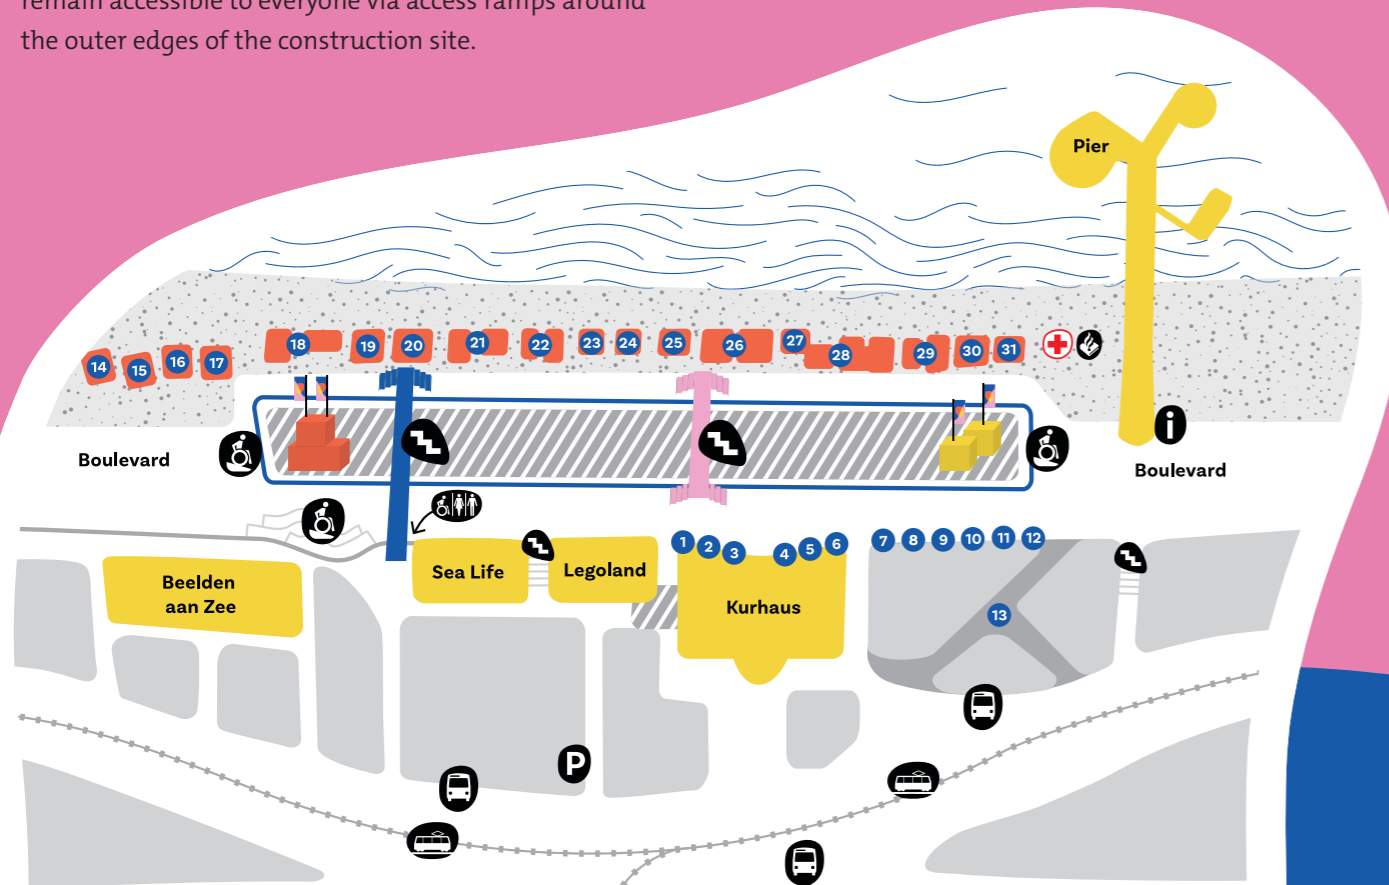 remain accessible to everyone via access ramps around
the outer edges of the construction site.
Pier
14
15
16
17
18
19
20
21
22
23
24
25
26
27
28
29
30
31
Boulevard
i
Boulevard
1
2
3
4
5
6
7
8
9
10
11
12
13
Beelden
aan Zee
Sea Life
Legoland
Kurhaus
P